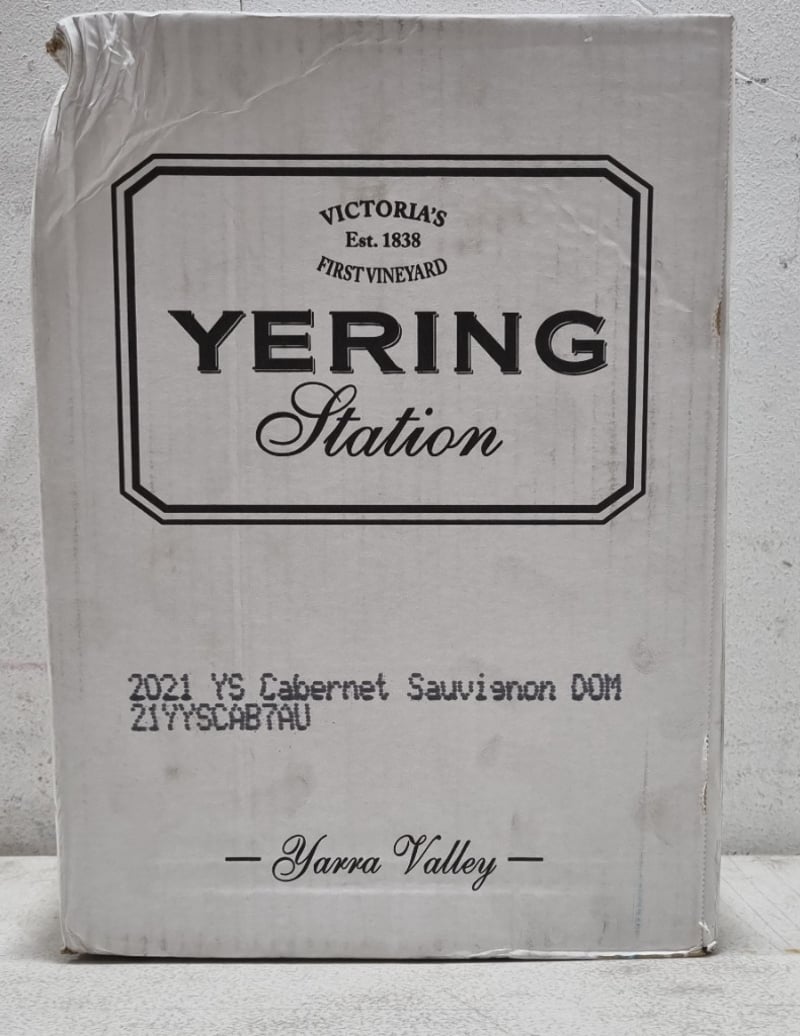 VICTORIA'S
Est. 1838
FIRST VINEYARD
YERING
Station
2021 YS Cabernet Sauvignon DOM
21YYSCAB7AU
— Yarra Valley —